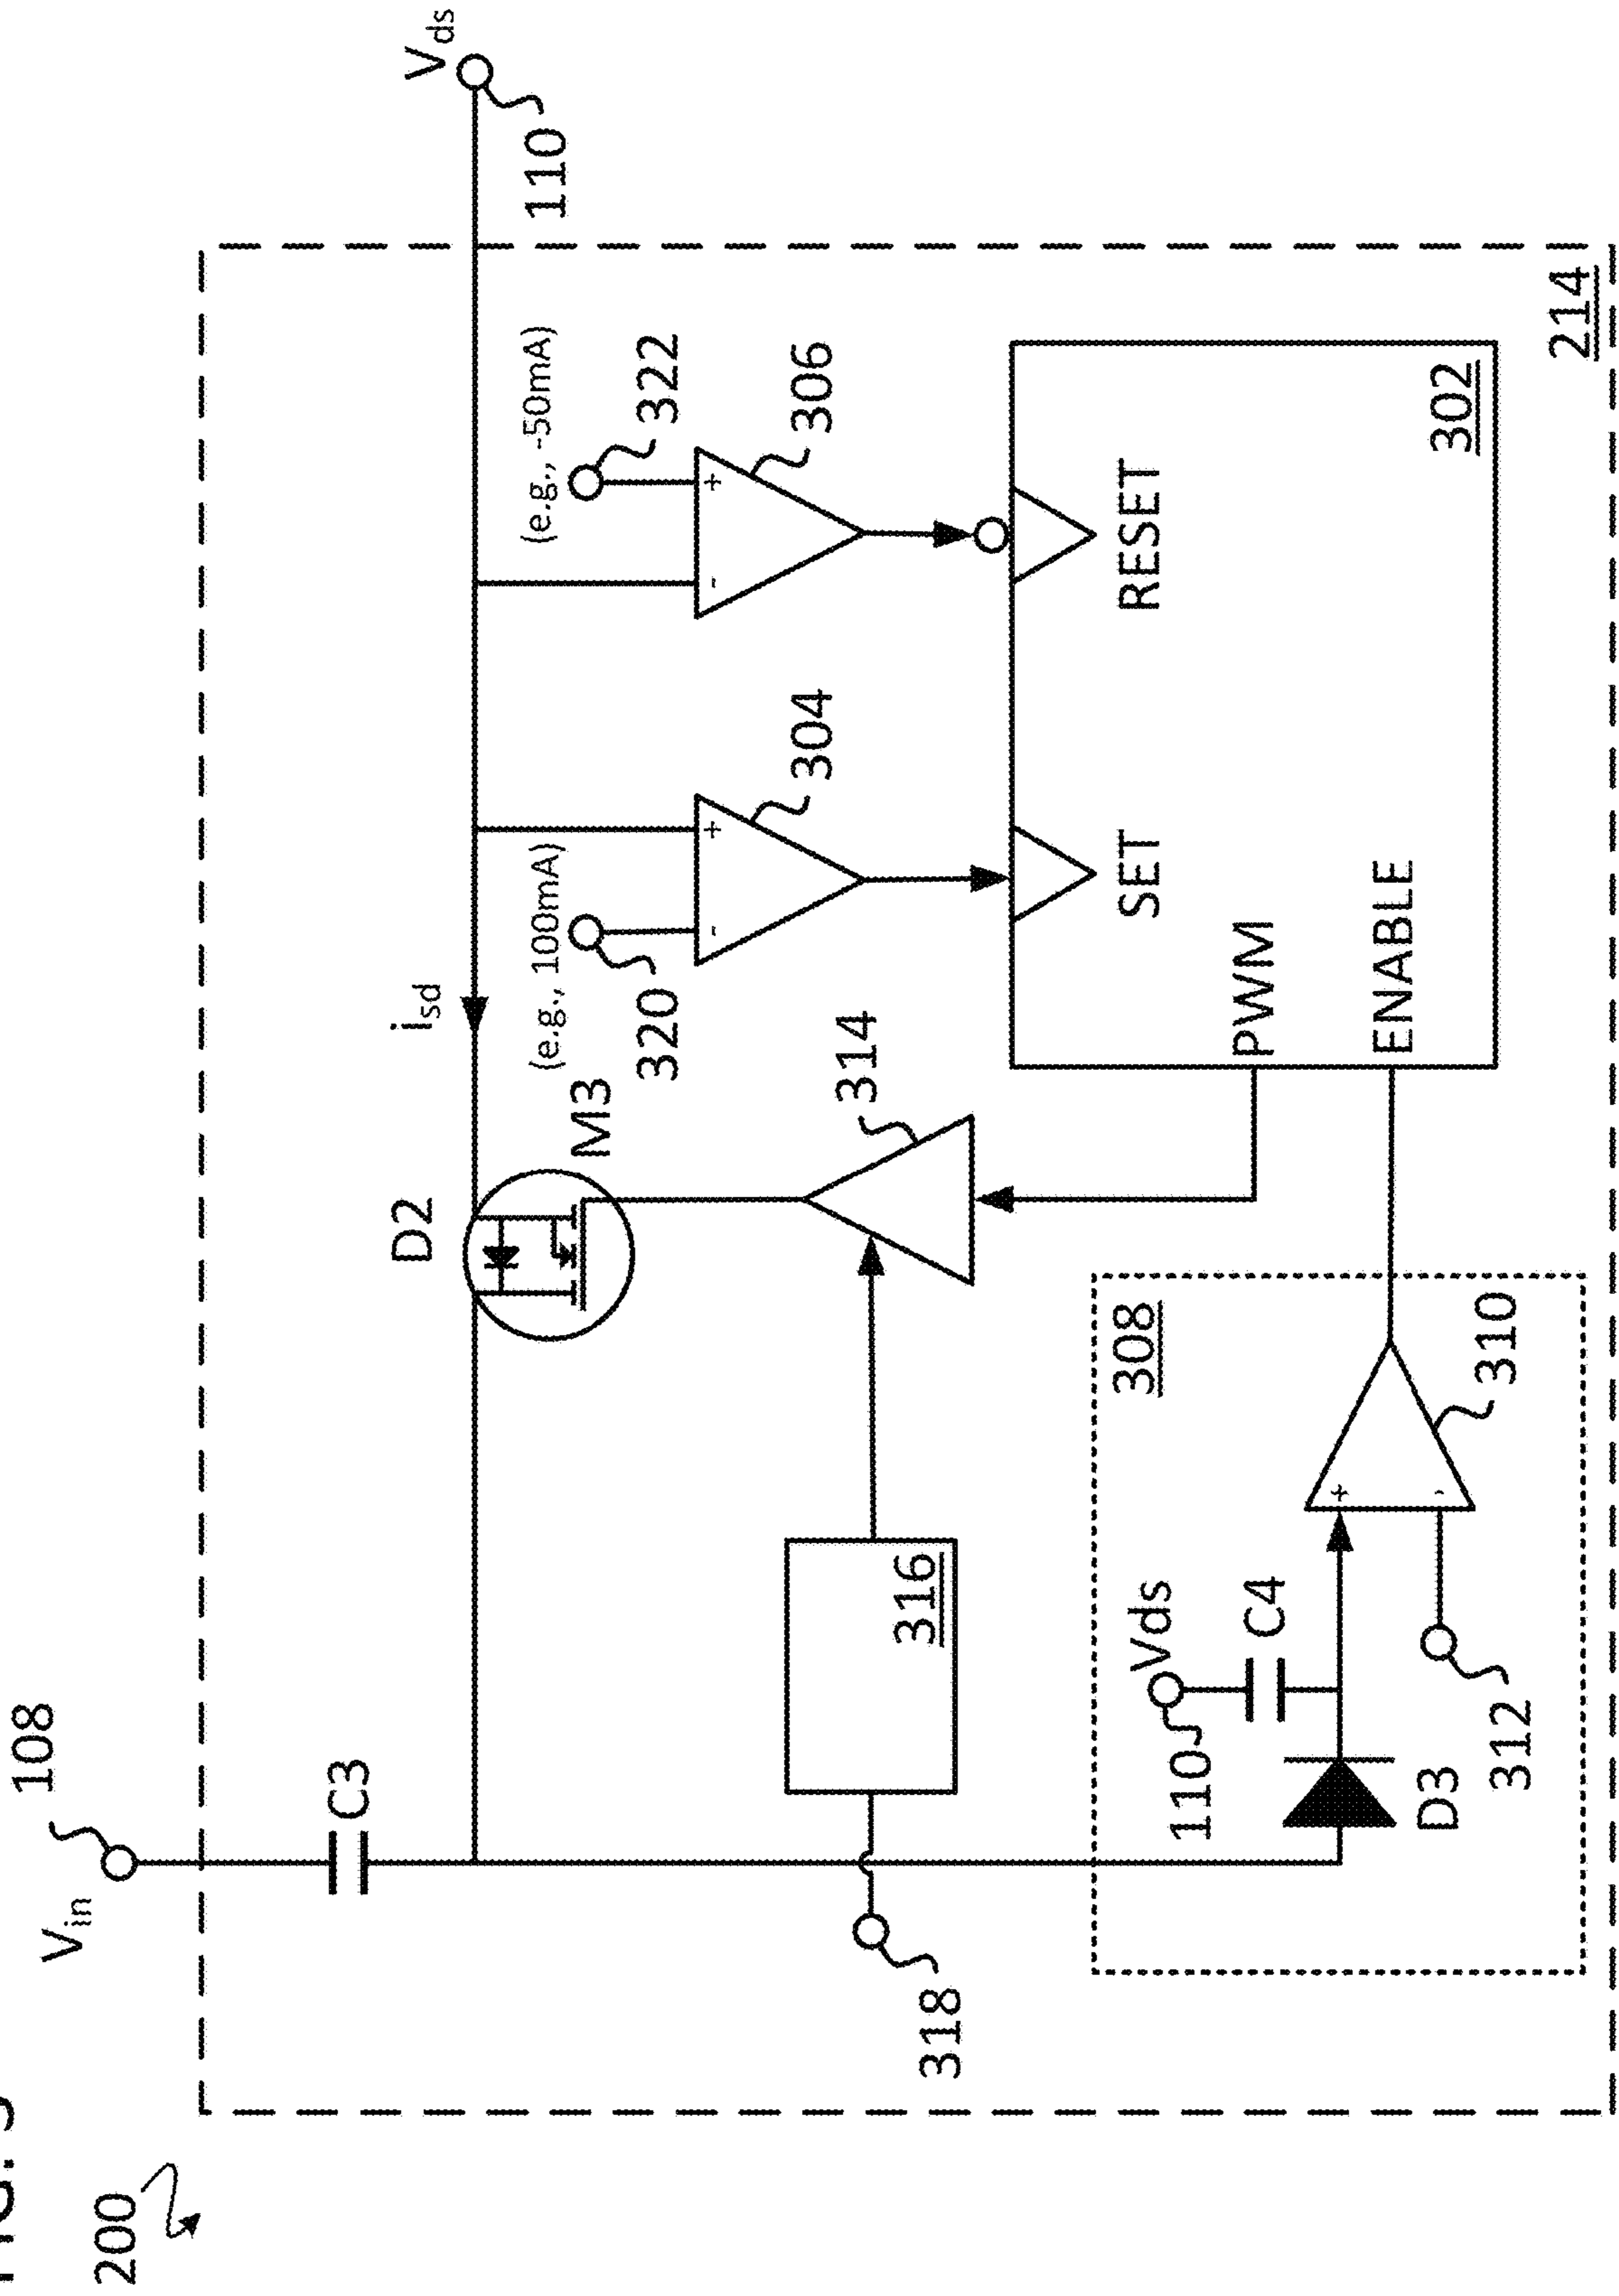 108
Vin
200
C3
D2
isd
Vds
110
(e.g., 100mA)
(e.g., -50mA)
M3
320
322
+
-
-
+
304
306
314
316
318
308
SET
RESET
Vds
110
PWM
C4
+
-
ENABLE
D3
302
310
312
214